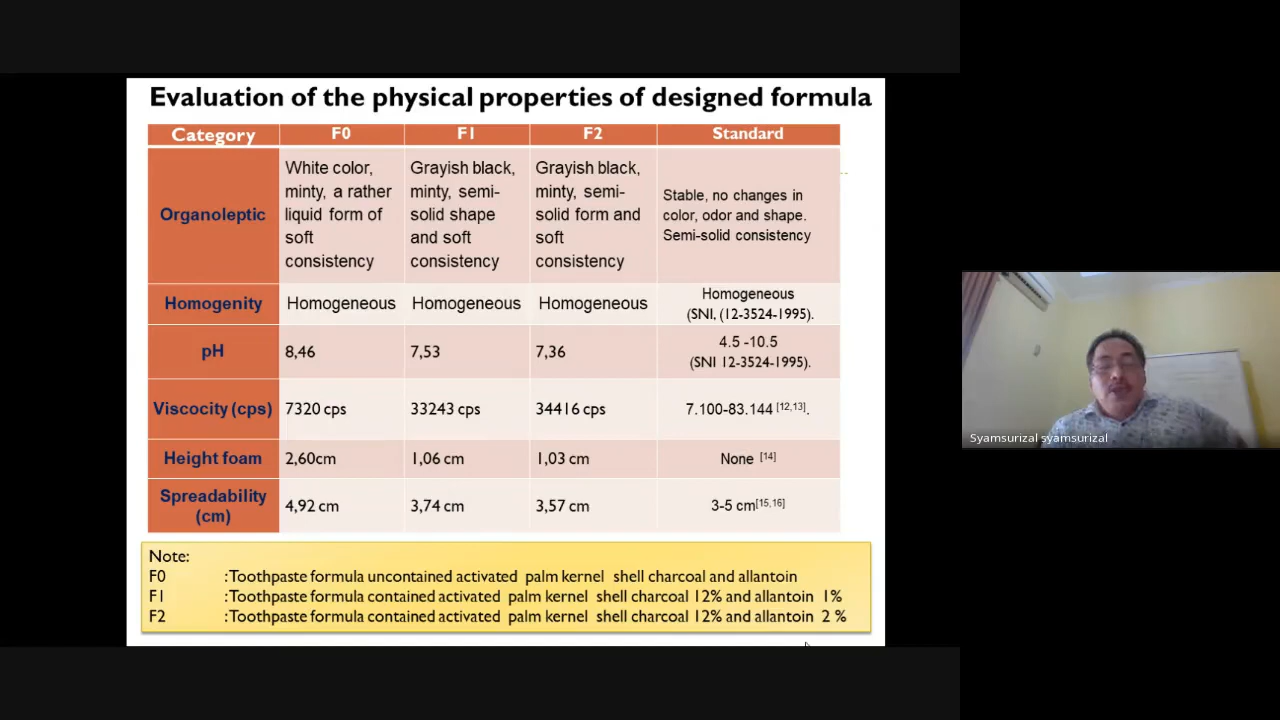 Evaluation of the physical properties of designed formula
Category F0 F1 F2 Standard
Organoleptic
White color,
minty, a rather
liquid form of
soft
consistency
Grayish black,
minty, semi-
solid shape
and soft
consistency
Grayish black,
minty, semi-
solid form and
soft
consistency
Stable, no changes in
color, odor and shape.
Semi-solid consistency
Homogenity Homogeneous Homogeneous Homogeneous
Homogeneous
(SNI, (12-3524-1995).
pH 8,46 7,53 7,36
4.5 -10.5
(SNI 12-3524-1995).
Viscocity (cps) 7320 cps 33243 cps 34416 cps 7.100-83.144 [12,13].
Height foam 2,60cm 1,06 cm 1,03 cm None [14]
Spreadability
(cm)
4,92 cm 3,74 cm 3,57 cm 3-5 cm[15,16]
Note:
F0 :Toothpaste formula uncontained activated palm kernel shell charcoal and allantoin
F1 :Toothpaste formula contained activated palm kernel shell charcoal 12% and allantoin 1%
F2 :Toothpaste formula contained activated palm kernel shell charcoal 12% and allantoin 2 %
Syamsurizal syamsurizal